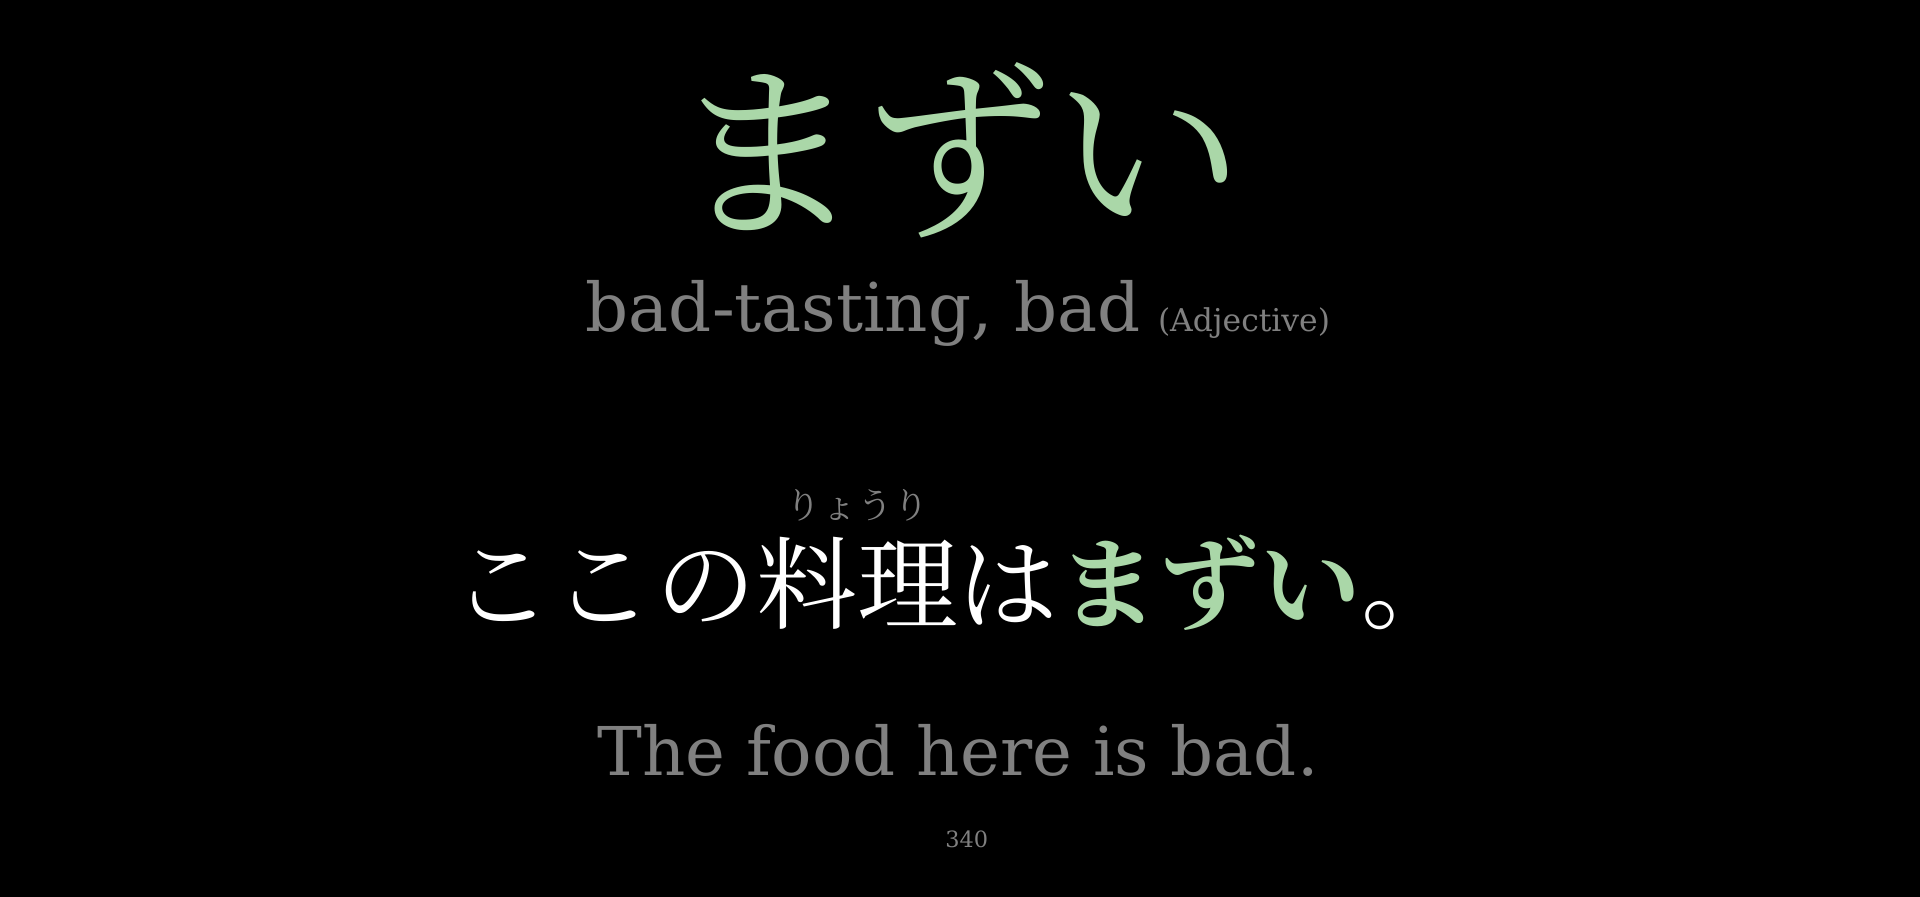 まずい
bad-tasting, bad (Adjective)
りょうり
ここの料理はまずい。
The food here is bad.
340